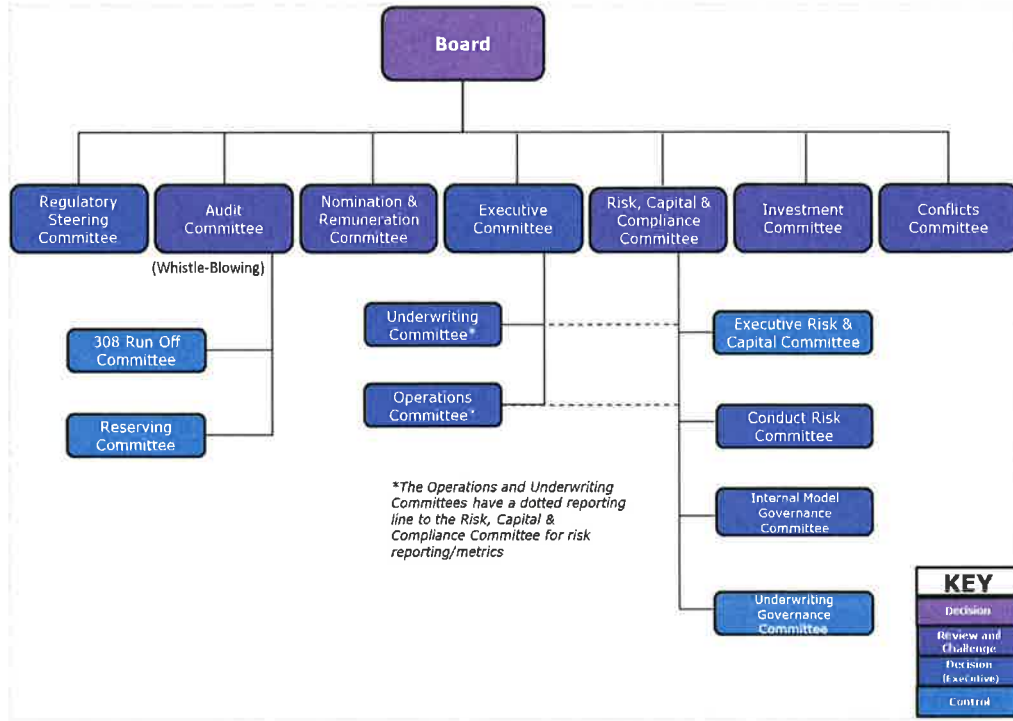 Board
Regulatory
Steering
Committee
Audit
Committee
Nomination &
Remuneration
Committee
Executive
Committee
Risk, Capital &
Compliance
Committee
Investment
Committee
Conflicts
Committee
(Whistle-Blowing)
308 Run Off
Committee
Reserving
Committee
Underwriting
Committee*
Operations
Committee*
Executive Risk &
Capital Committee
Conduct Risk
Committee
Internal Model
Governance
Committee
Underwriting
Governance
Committee
*The Operations and Underwriting
Committees have a dotted reporting
line to the Risk, Capital &
Compliance Committee for risk
reporting/metrics
KEY
Decision
Review and
Challenge
Decision
(Executive)
Control